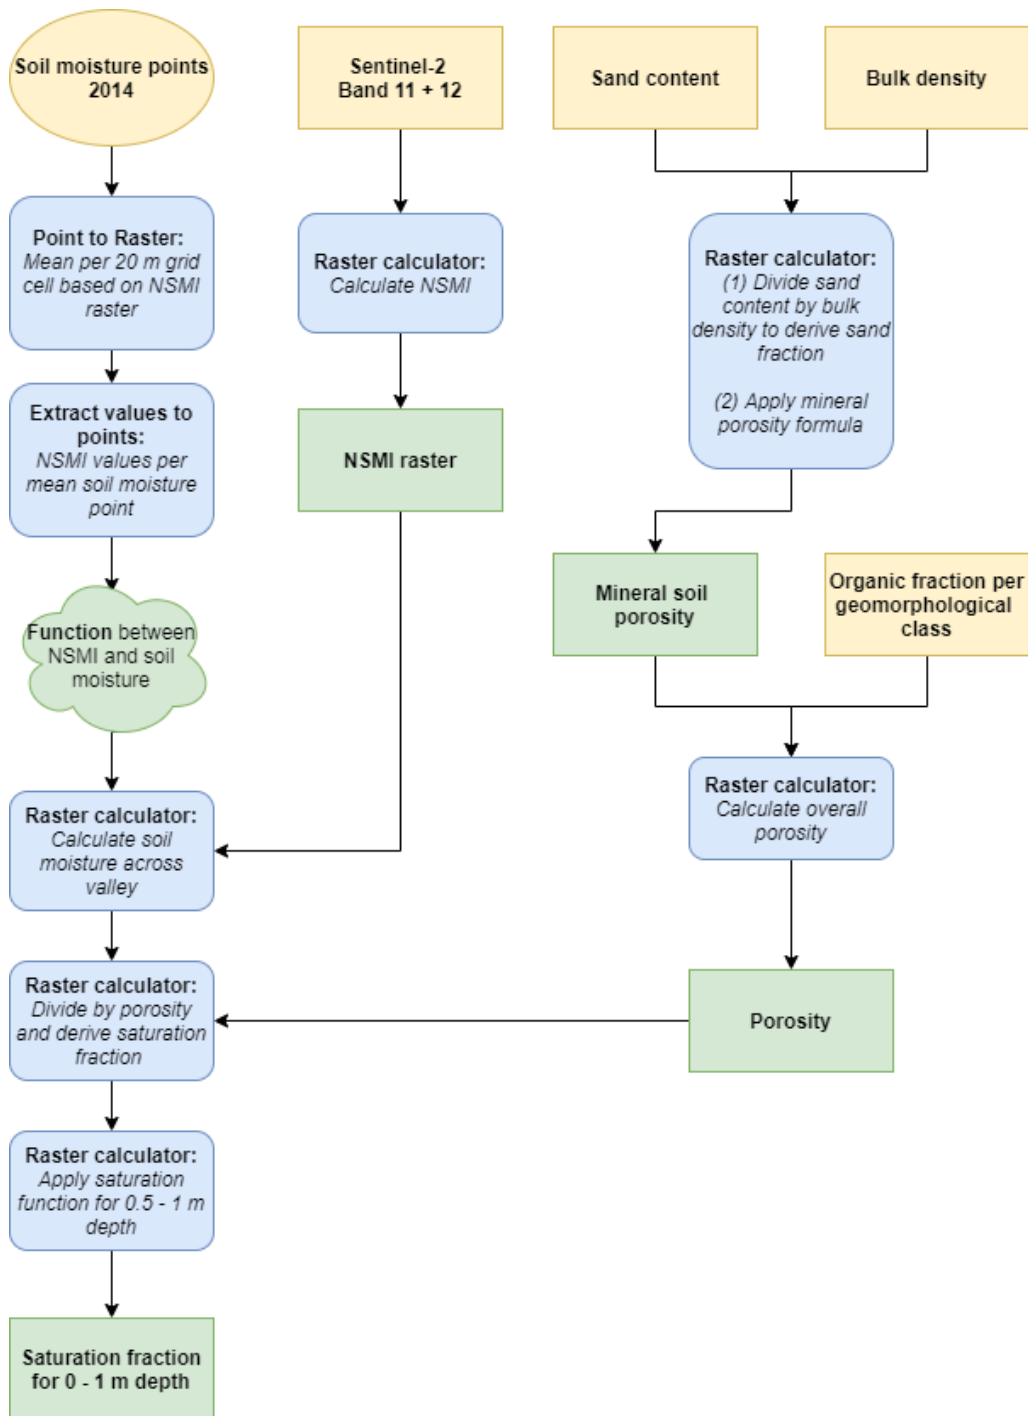 Soil moisture points
2014
Sentinel-2
Band 11 + 12
Sand content
Bulk density
Point to Raster:
Mean per 20 m grid
cell based on NSMI
raster
Raster calculator:
Calculate NSMI
Raster calculator:
(1) Divide sand
content by bulk
density to derive sand
fraction
(2) Apply mineral
porosity formula
Extract values to
points:
NSMI values per
mean soil moisture
point
NSMI raster
Mineral soil
porosity
Organic fraction per
geomorphological
class
Function between
NSMI and soil
moisture
Raster calculator:
Calculate soil
moisture across
valley
Raster calculator:
Calculate overall
porosity
Raster calculator:
Divide by porosity
and derive saturation
fraction
Porosity
Raster calculator:
Apply saturation
function for 0.5 - 1 m
depth
Saturation fraction
for 0 - 1 m depth